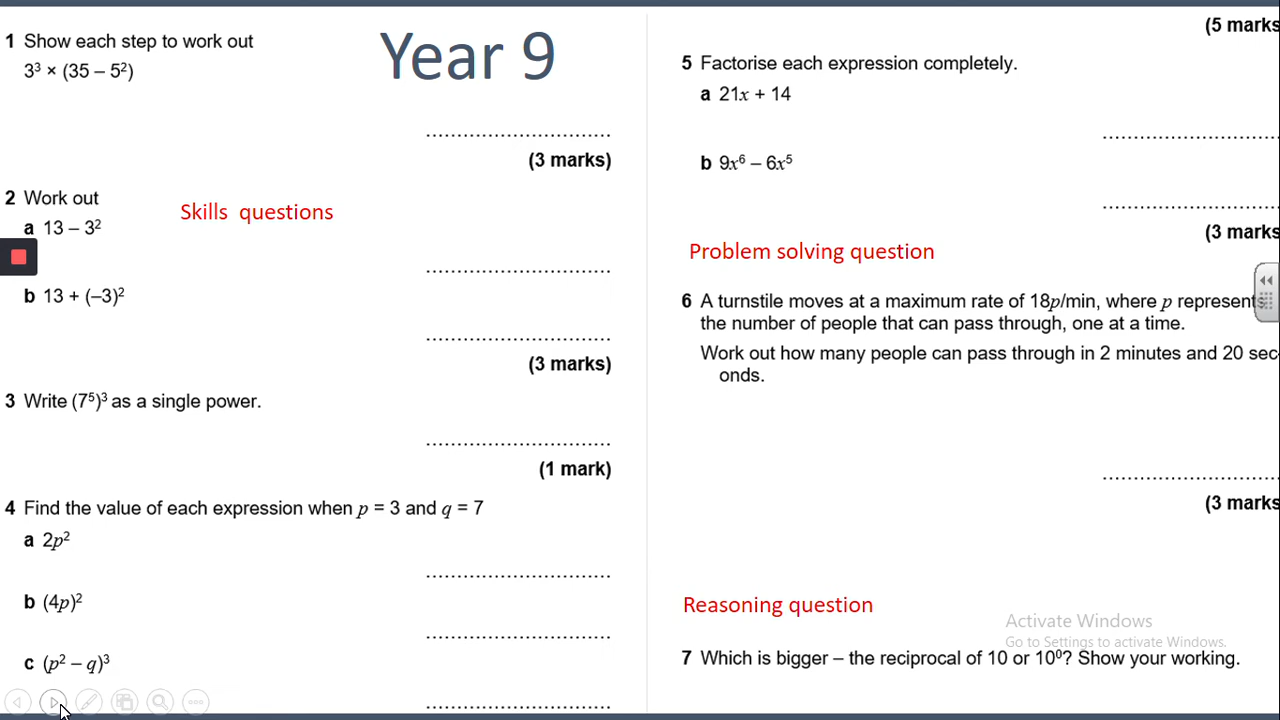 Year 9
1 Show each step to work out
3³ × (35 – 5²)
..............................
(3 marks)
2 Work out
Skills questions
a 13 – 3²
..............................
b 13 + (–3)²
..............................
(3 marks)
3 Write (7⁵)³ as a single power.
..............................
(1 mark)
4 Find the value of each expression when p = 3 and q = 7
a 2p²
..............................
b (4p)²
..............................
c (p² – q)³
..............................
(5 marks
5 Factorise each expression completely.
a 21x + 14
.............................
b 9x⁶ – 6x⁵
.............................
(3 marks
Problem solving question
6 A turnstile moves at a maximum rate of 18p/min, where p represents
the number of people that can pass through, one at a time.
Work out how many people can pass through in 2 minutes and 20 sec
onds.
.............................
(3 marks
Reasoning question
Activate Windows
Go to Settings to activate Windows.
7 Which is bigger – the reciprocal of 10 or 10⁰? Show your working.